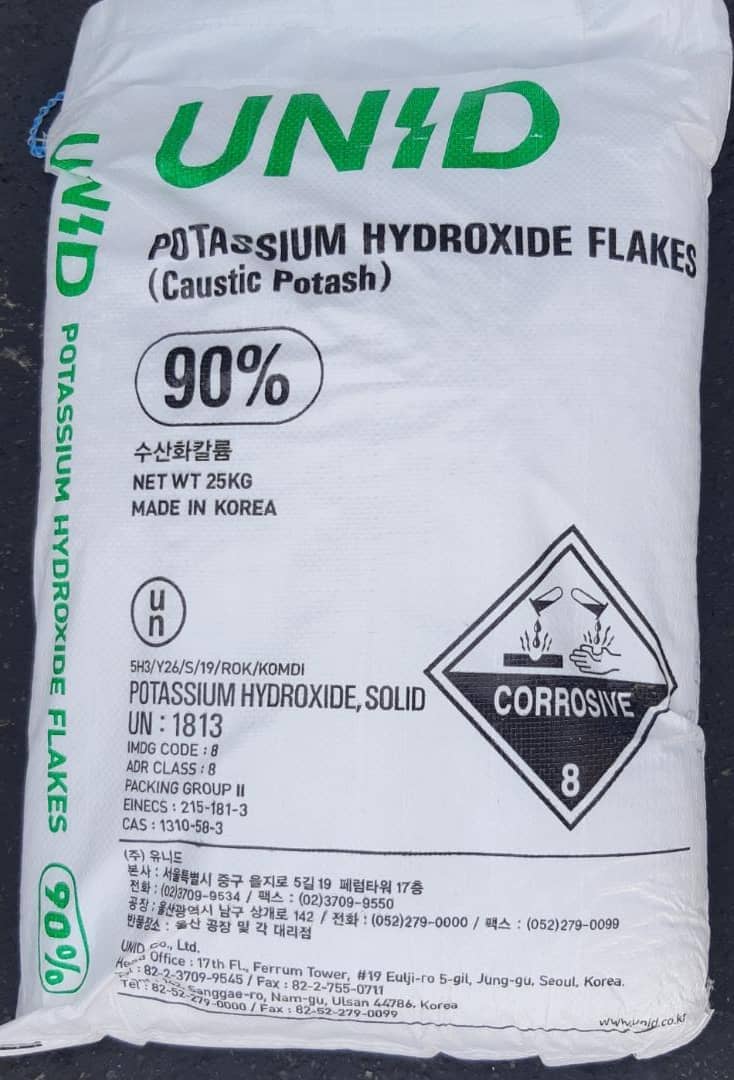 UNID
POTASSIUM HYDROXIDE FLAKES
(Caustic Potash)
90%
수산화칼륨
NET WT 25KG
MADE IN KOREA
un
5H3/Y26/S/19/ROK/KOMDI
POTASSIUM HYDROXIDE, SOLID
UN : 1813
IMDG CODE : 8
ADR CLASS : 8
PACKING GROUP II
EINECS : 215-181-3
CAS : 1310-58-3
CORROSIVE
8
(주) 유니드
본사 : 서울특별시 중구 을지로 5길 19 페럼타워 17층
전화 : (02)3709-9534 / 팩스 : (02)3709-9550
공장 : 울산광역시 남구 상개로 142 / 전화 : (052)279-0000 / 팩스 : (052)279-0099
반품장소 : 울산 공장 및 각 대리점
UNID Co., Ltd.
Head Office : 17th Fl., Ferrum Tower, #19 Eulji-ro 5-gil, Jung-gu, Seoul, Korea.
Tel : 82-2-3709-9545 / Fax : 82-2-755-0711
Sanggae-ro, Nam-gu, Ulsan 44786. Korea
Tel : 82-52-279-0000 / Fax : 82-52-279-0099
www.unid.co.kr
UNID POTASSIUM HYDROXIDE FLAKES 90%